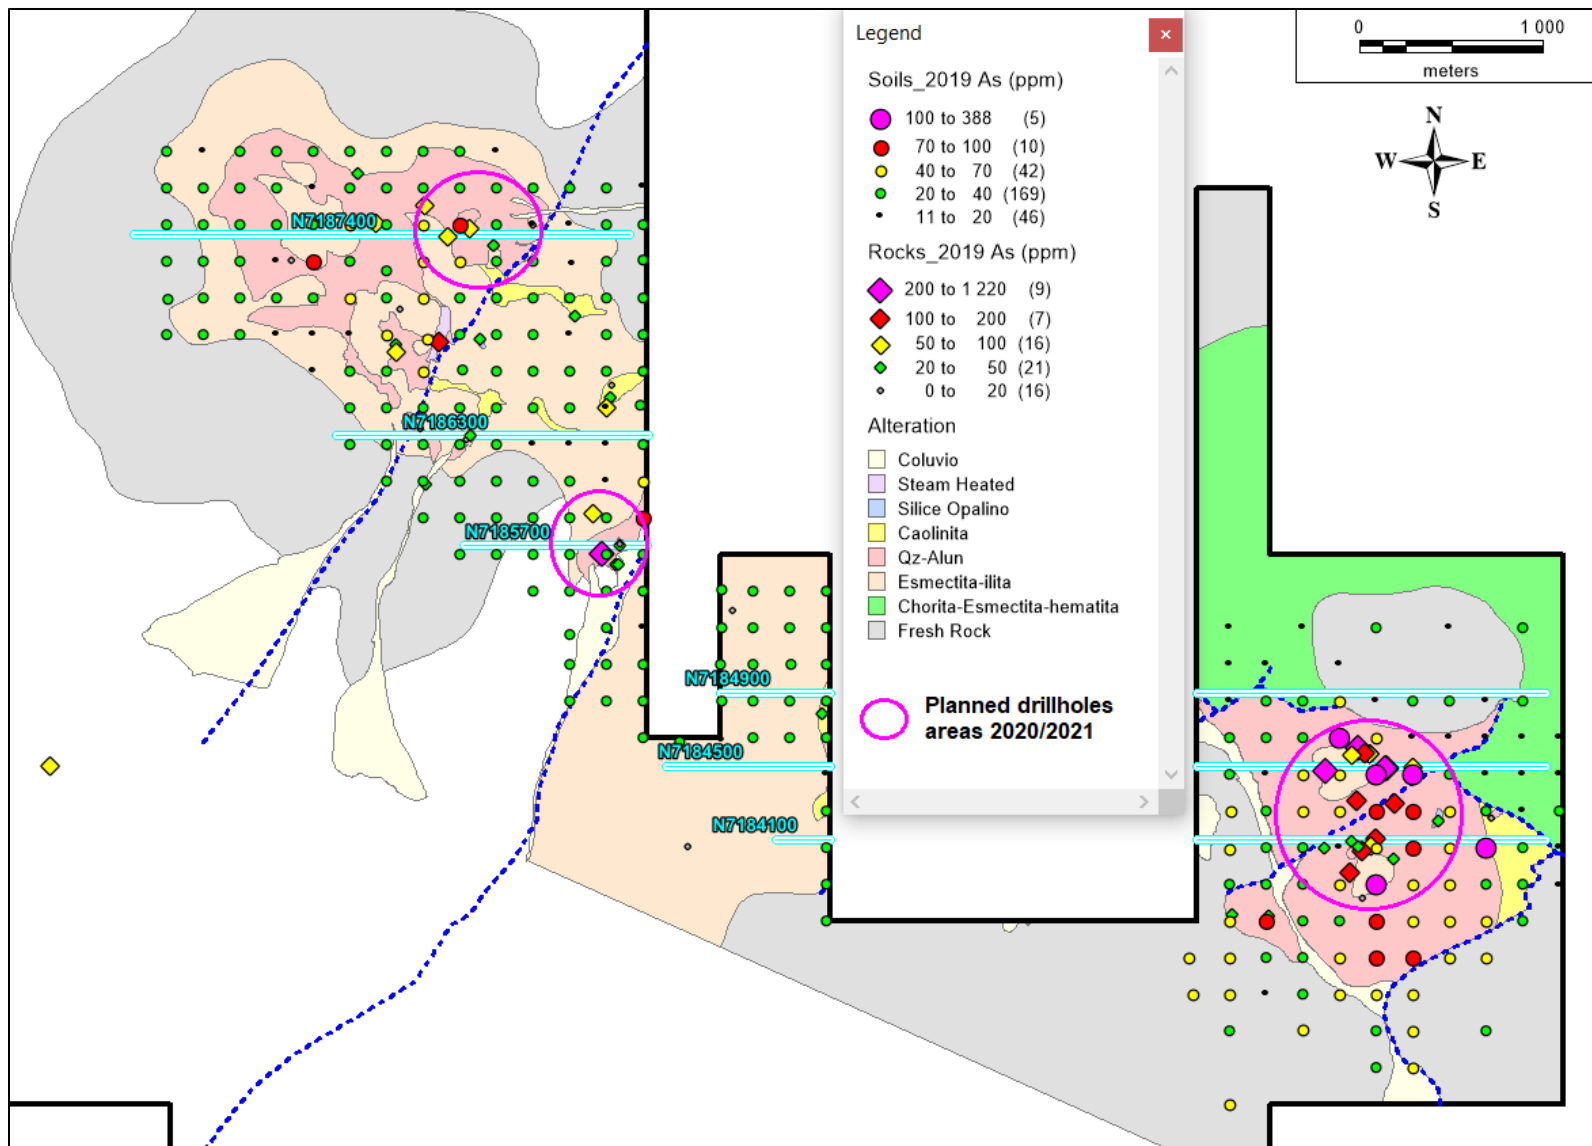 Legend
×
Soils_2019 As (ppm)
100 to 388 (5)
70 to 100 (10)
40 to 70 (42)
20 to 40 (169)
11 to 20 (46)
Rocks_2019 As (ppm)
200 to 1 220 (9)
100 to 200 (7)
50 to 100 (16)
20 to 50 (21)
0 to 20 (16)
Alteration
Coluvio
Steam Heated
Silice Opalino
Caolinita
Qz-Alun
Esmectita-ilita
Chorita-Esmectita-hematita
Fresh Rock
Planned drillholes
areas 2020/2021
0 1 000
meters
N
W E
S
N7187400
N7186300
N7185700
N7184900
N7184500
N7184100